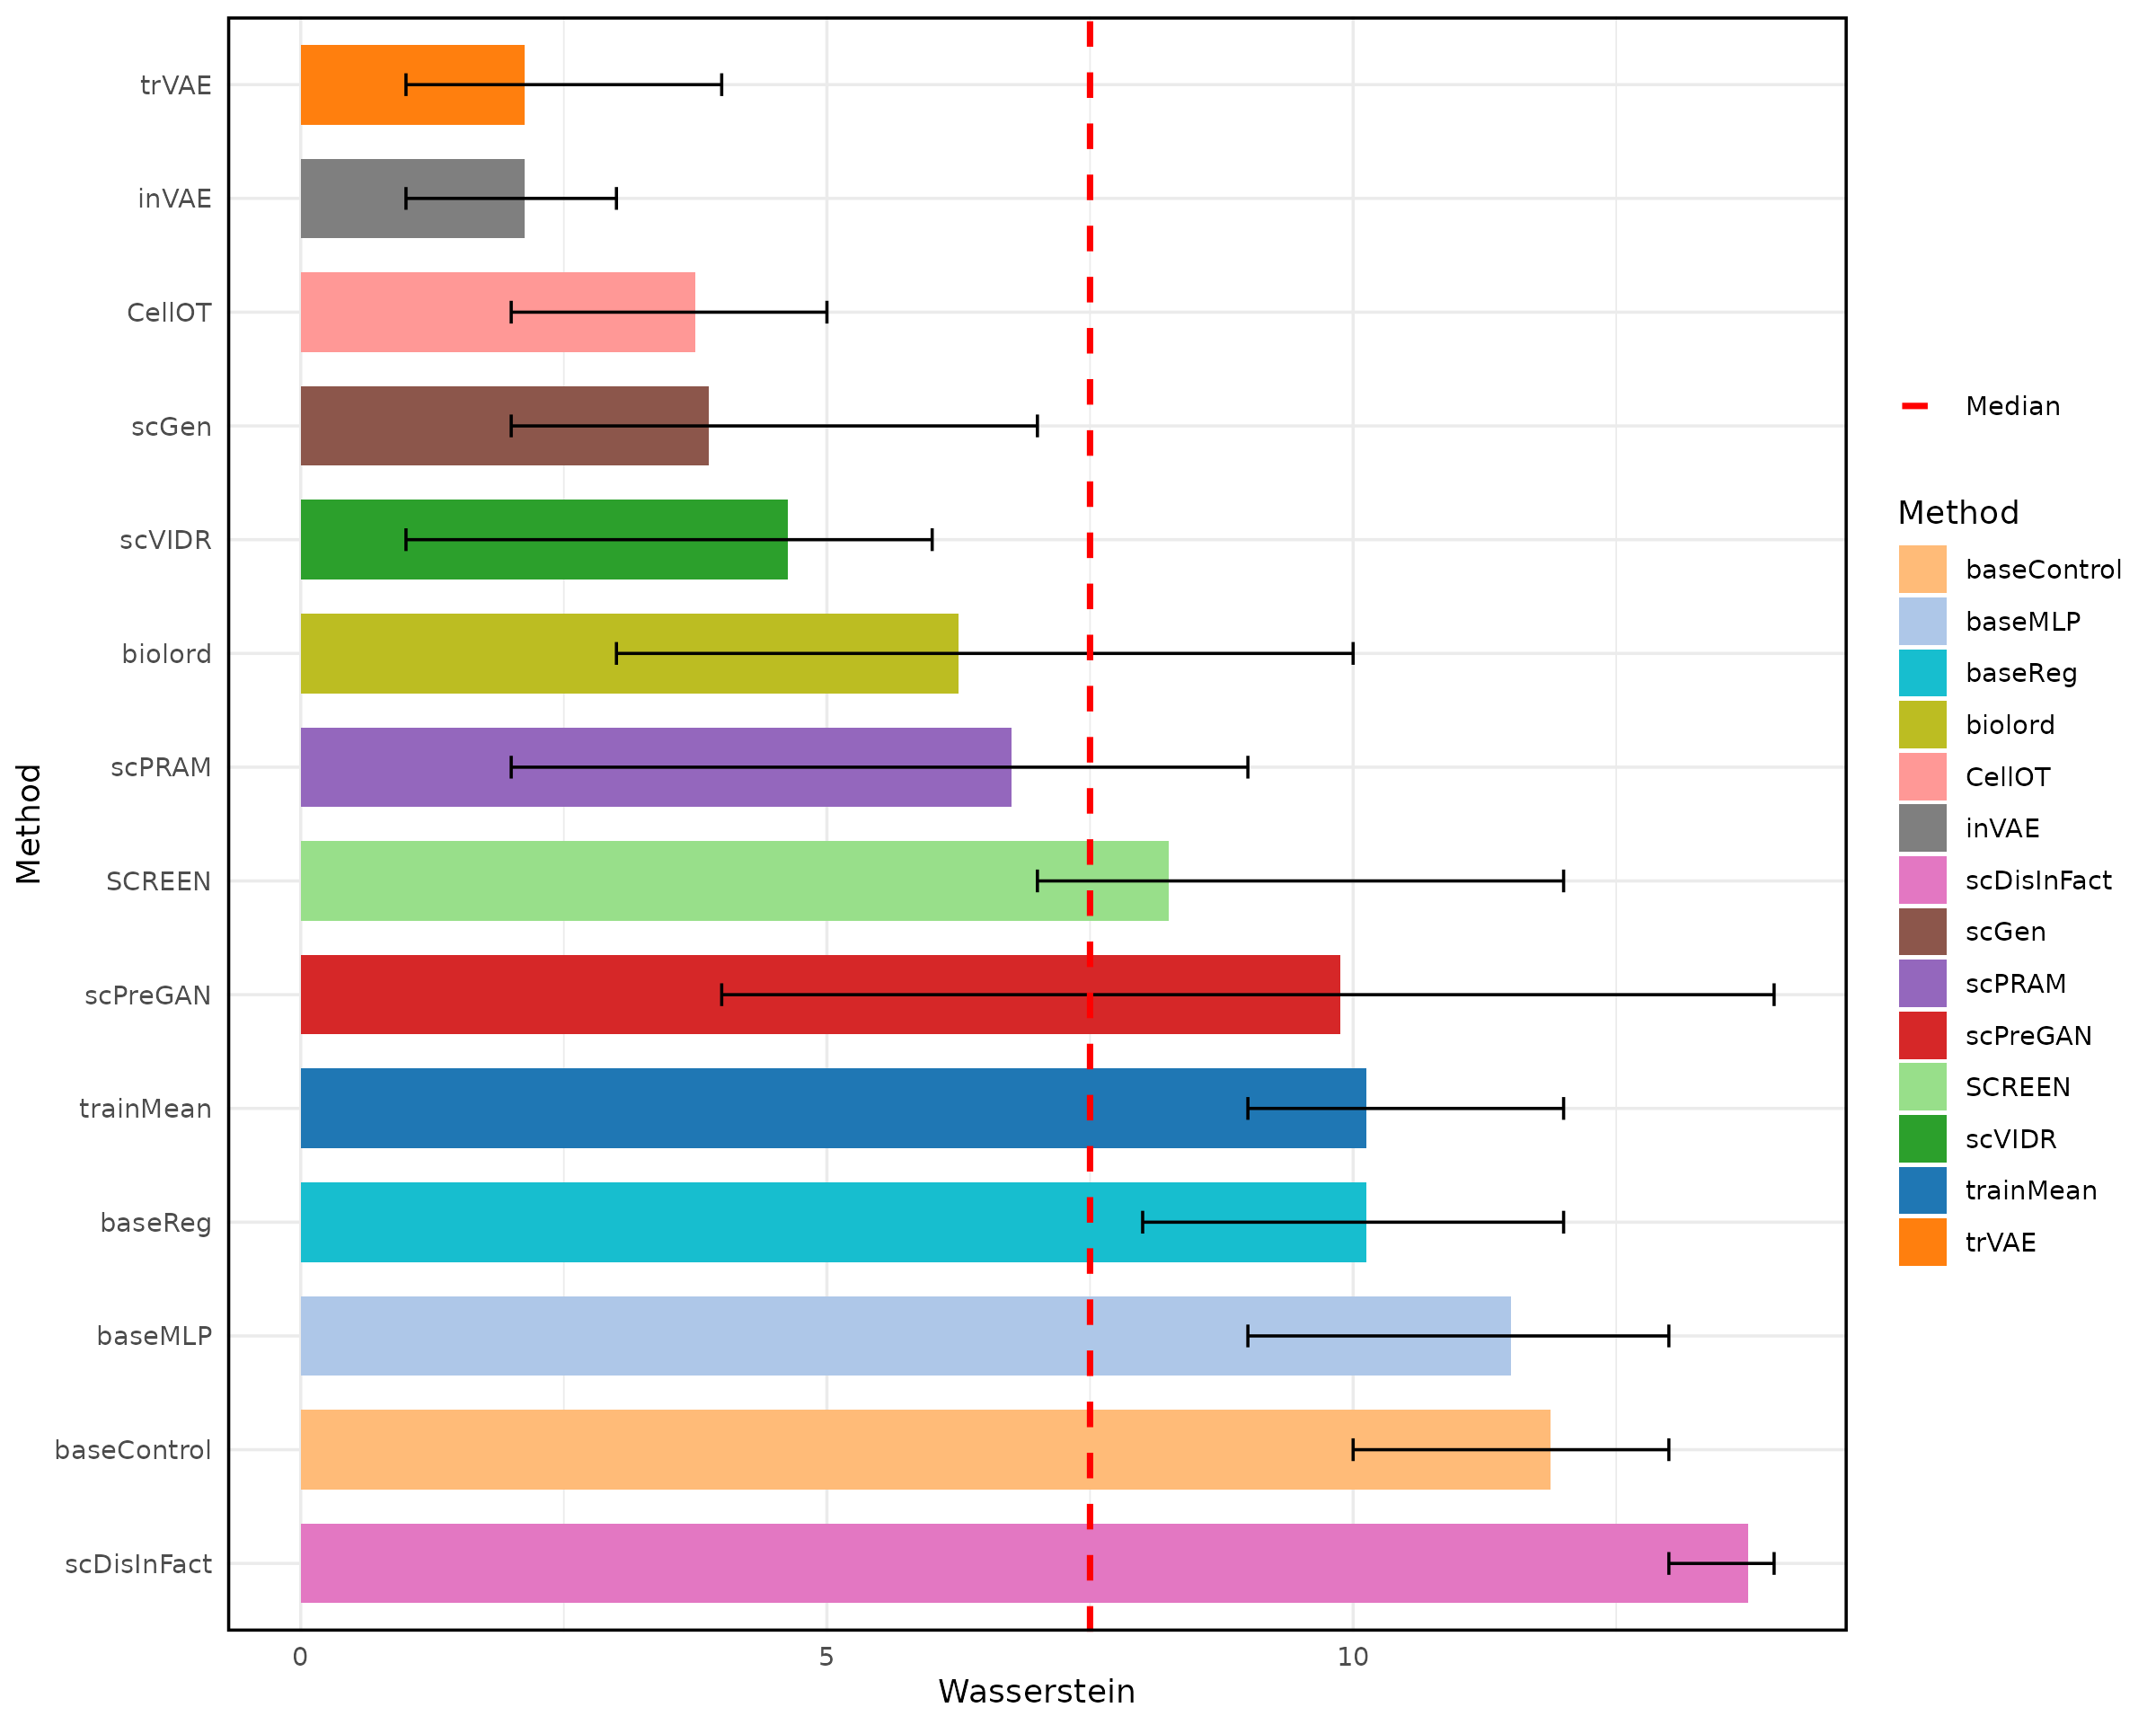 trVAE
inVAE
CellOT
scGen
scVIDR
biolord
scPRAM
SCREEN
scPreGAN
trainMean
baseReg
baseMLP
baseControl
scDisInFact
Method
0 5 10
Wasserstein
Median
Method
baseControl
baseMLP
baseReg
biolord
CellOT
inVAE
scDisInFact
scGen
scPRAM
scPreGAN
SCREEN
scVIDR
trainMean
trVAE